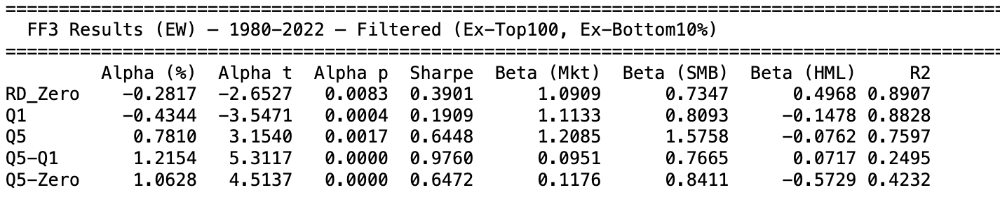 ==============================================================================================
FF3 Results (EW) — 1980-2022 — Filtered (Ex-Top100, Ex-Bottom10%)
==============================================================================================
Alpha (%) Alpha t Alpha p Sharpe Beta (Mkt) Beta (SMB) Beta (HML) R2
RD_Zero -0.2817 -2.6527 0.0083 0.3901 1.0909 0.7347 0.4968 0.8907
Q1 -0.4344 -3.5471 0.0004 0.1909 1.1133 0.8093 -0.1478 0.8828
Q5 0.7810 3.1540 0.0017 0.6448 1.2085 1.5758 -0.0762 0.7597
Q5-Q1 1.2154 5.3117 0.0000 0.9760 0.0951 0.7665 0.0717 0.2495
Q5-Zero 1.0628 4.5137 0.0000 0.6472 0.1176 0.8411 -0.5729 0.4232